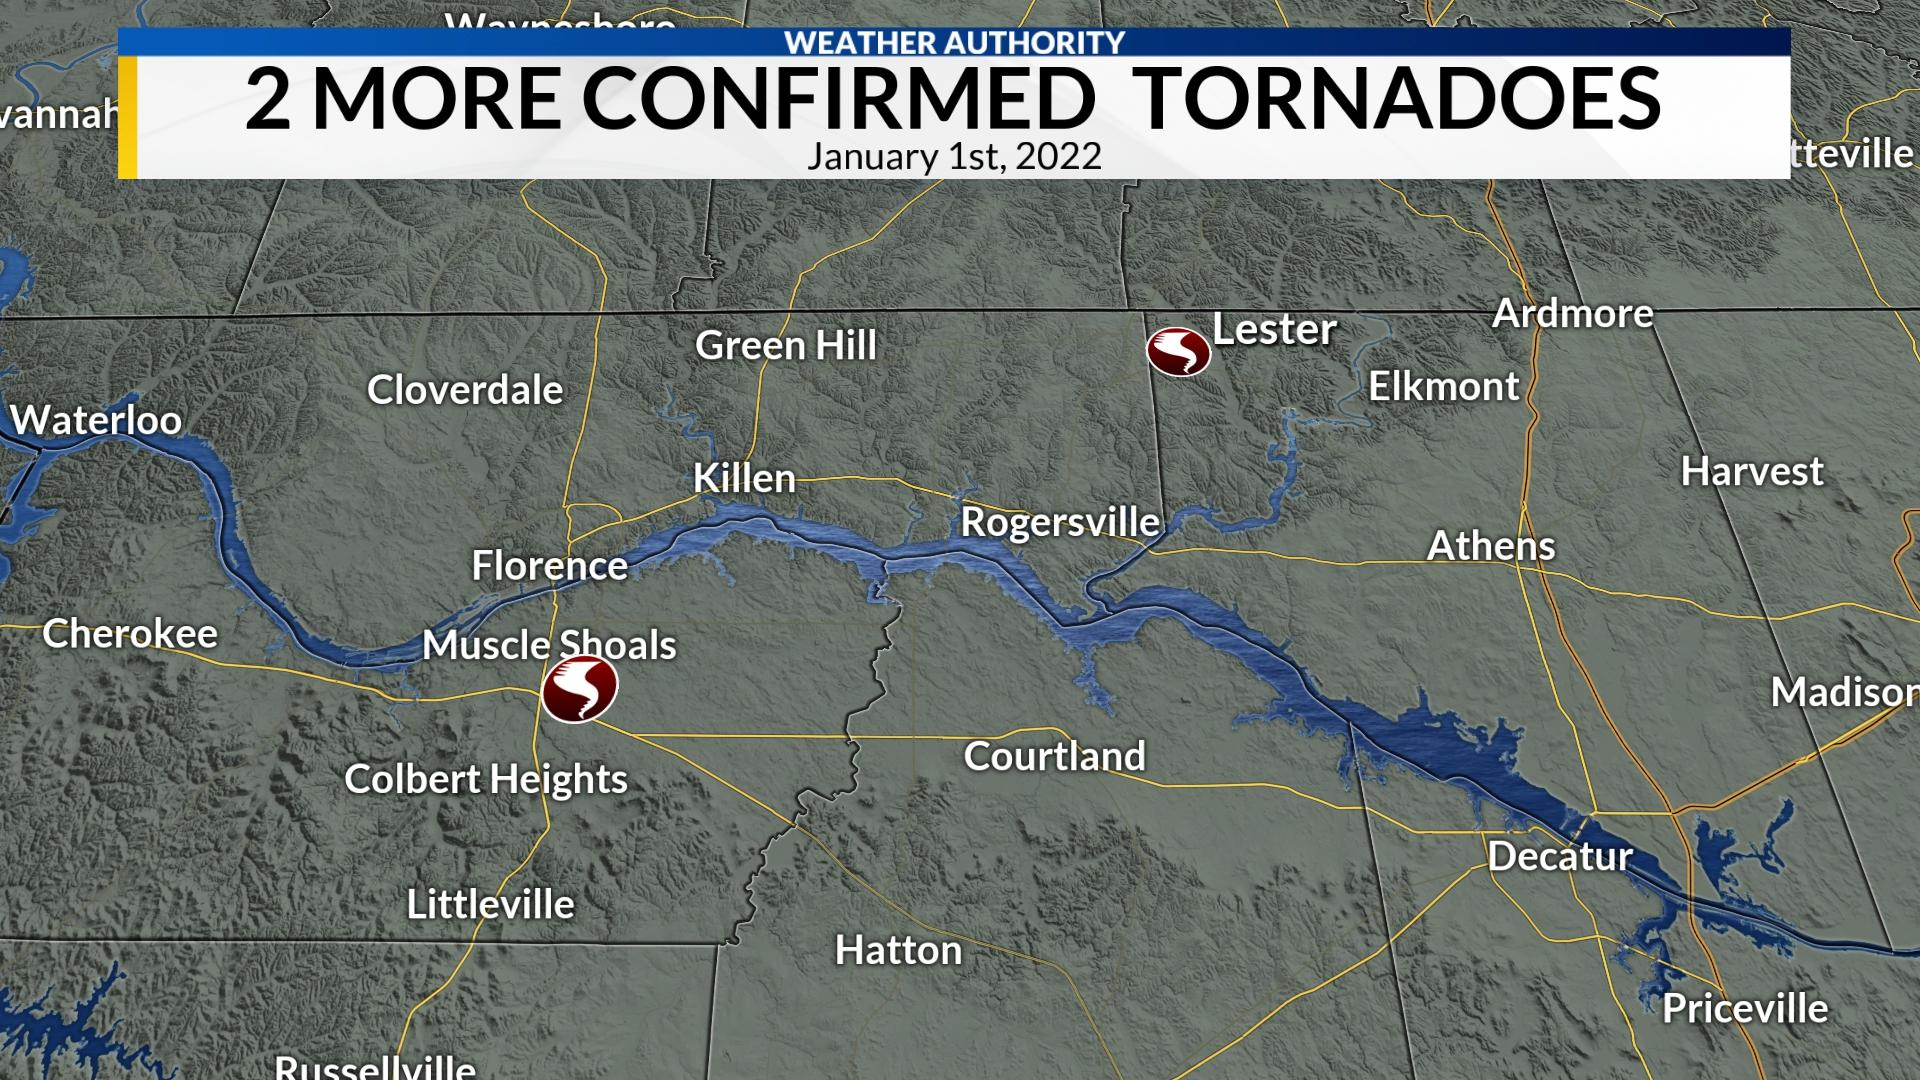 Waynesboro
WEATHER AUTHORITY
2 MORE CONFIRMED TORNADOES
January 1st, 2022
vannah
tteville
Lester
Ardmore
Green Hill
Cloverdale
Elkmont
Waterloo
Killen
Harvest
Rogersville
Athens
Florence
Cherokee
Muscle Shoals
Madison
Courtland
Colbert Heights
Decatur
Littleville
Hatton
Priceville
Russellville